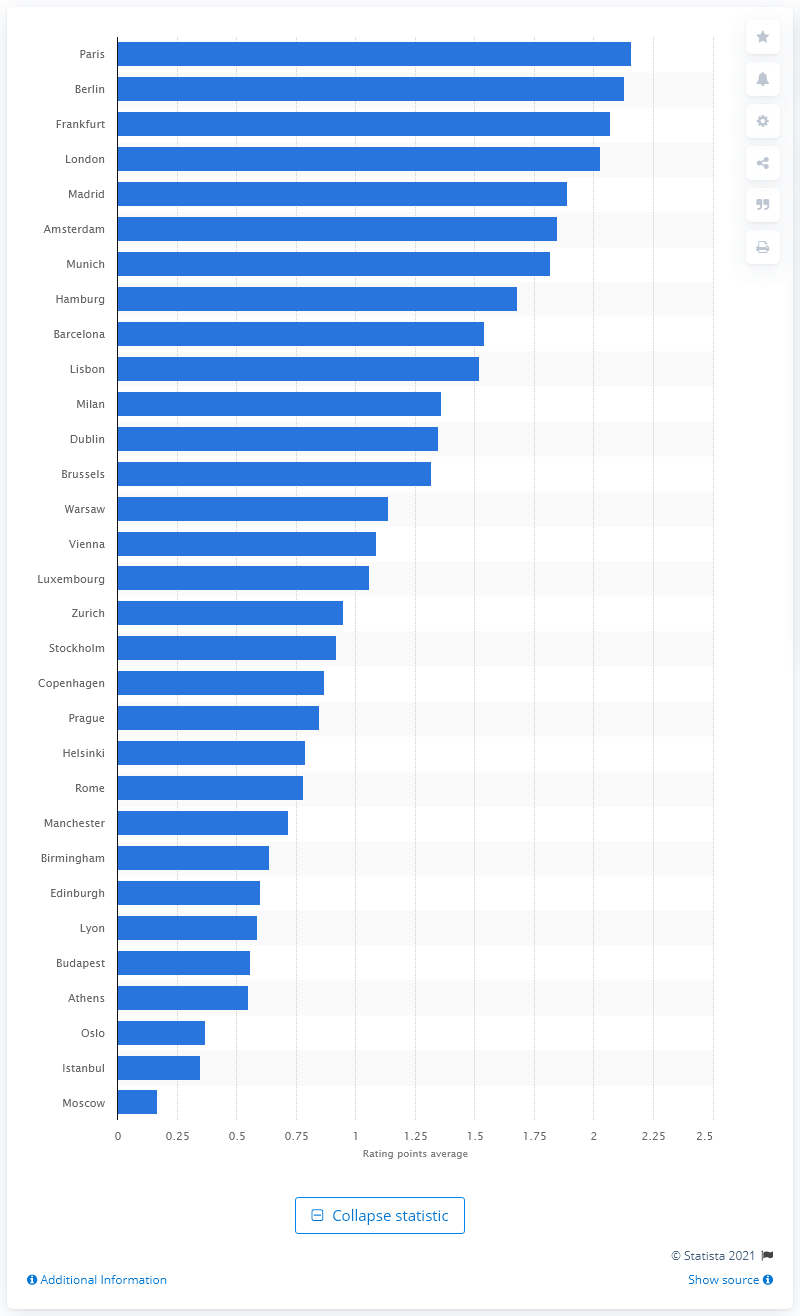 Paris
Berlin
Frankfurt
London
Madrid
Amsterdam
Munich
Hamburg
Barcelona
Lisbon
Milan
Dublin
Brussels
Warsaw
Vienna
Luxembourg
Zurich
Stockholm
Copenhagen
Prague
Helsinki
Rome
Manchester
Birmingham
Edinburgh
Lyon
Budapest
Athens
Oslo
Istanbul
Moscow
0 0.25 0.5 0.75 1 1.25 1.5 1.75 2 2.25 2.5
Rating points average
Collapse statistic
© Statista 2021
Additional Information Show source